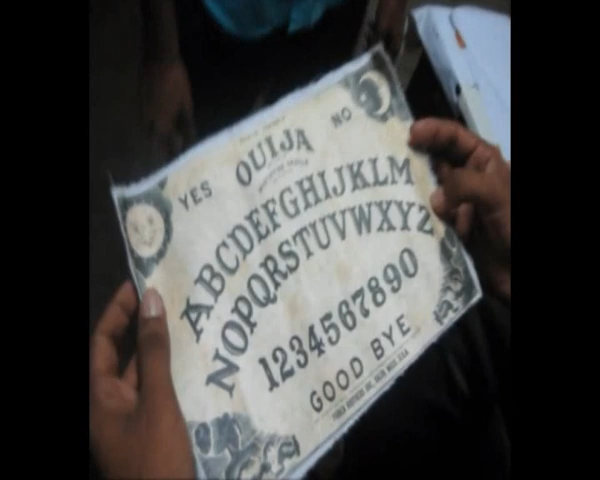 OUIJA
YES NO
ABCDEFGHIJKLM
NOPQRSTUVWXYZ
1234567890
GOOD BYE